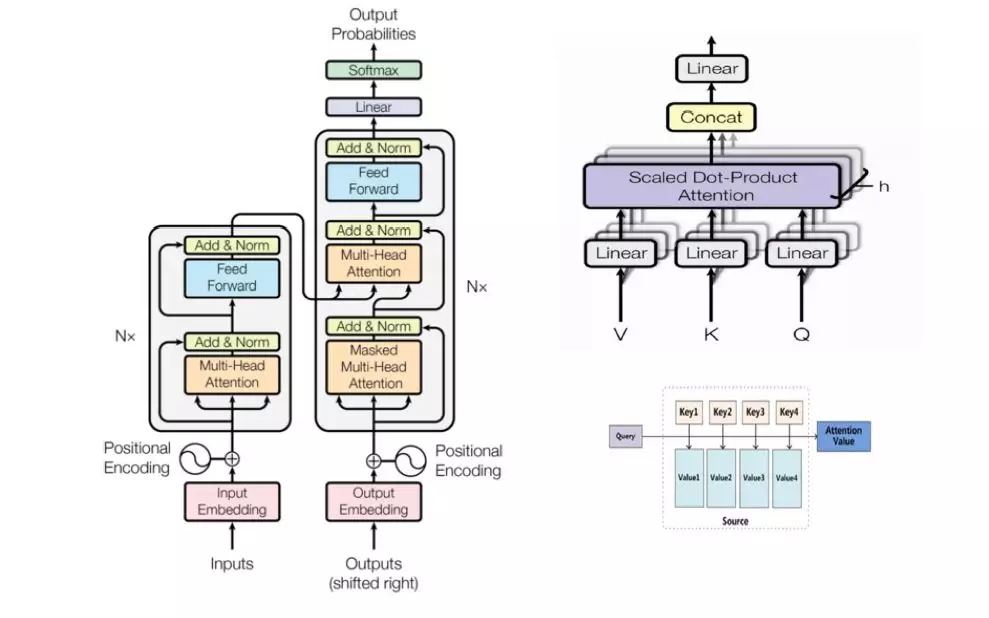 Output
Probabilities
Softmax
Linear
Add & Norm
Feed
Forward
Add & Norm
Multi-Head
Attention
Nx
Add & Norm
Masked
Multi-Head
Attention
Add & Norm
Feed
Forward
Nx
Add & Norm
Multi-Head
Attention
Positional
Encoding
Positional
Encoding
Input
Embedding
Output
Embedding
Inputs
Outputs
(shifted right)
Linear
Concat
Scaled Dot-Product
Attention
h
Linear
Linear
Linear
V
K
Q
Key1
Key2
Key3
Key4
Query
Attention
Value
Value1
Value2
Value3
Value4
Source